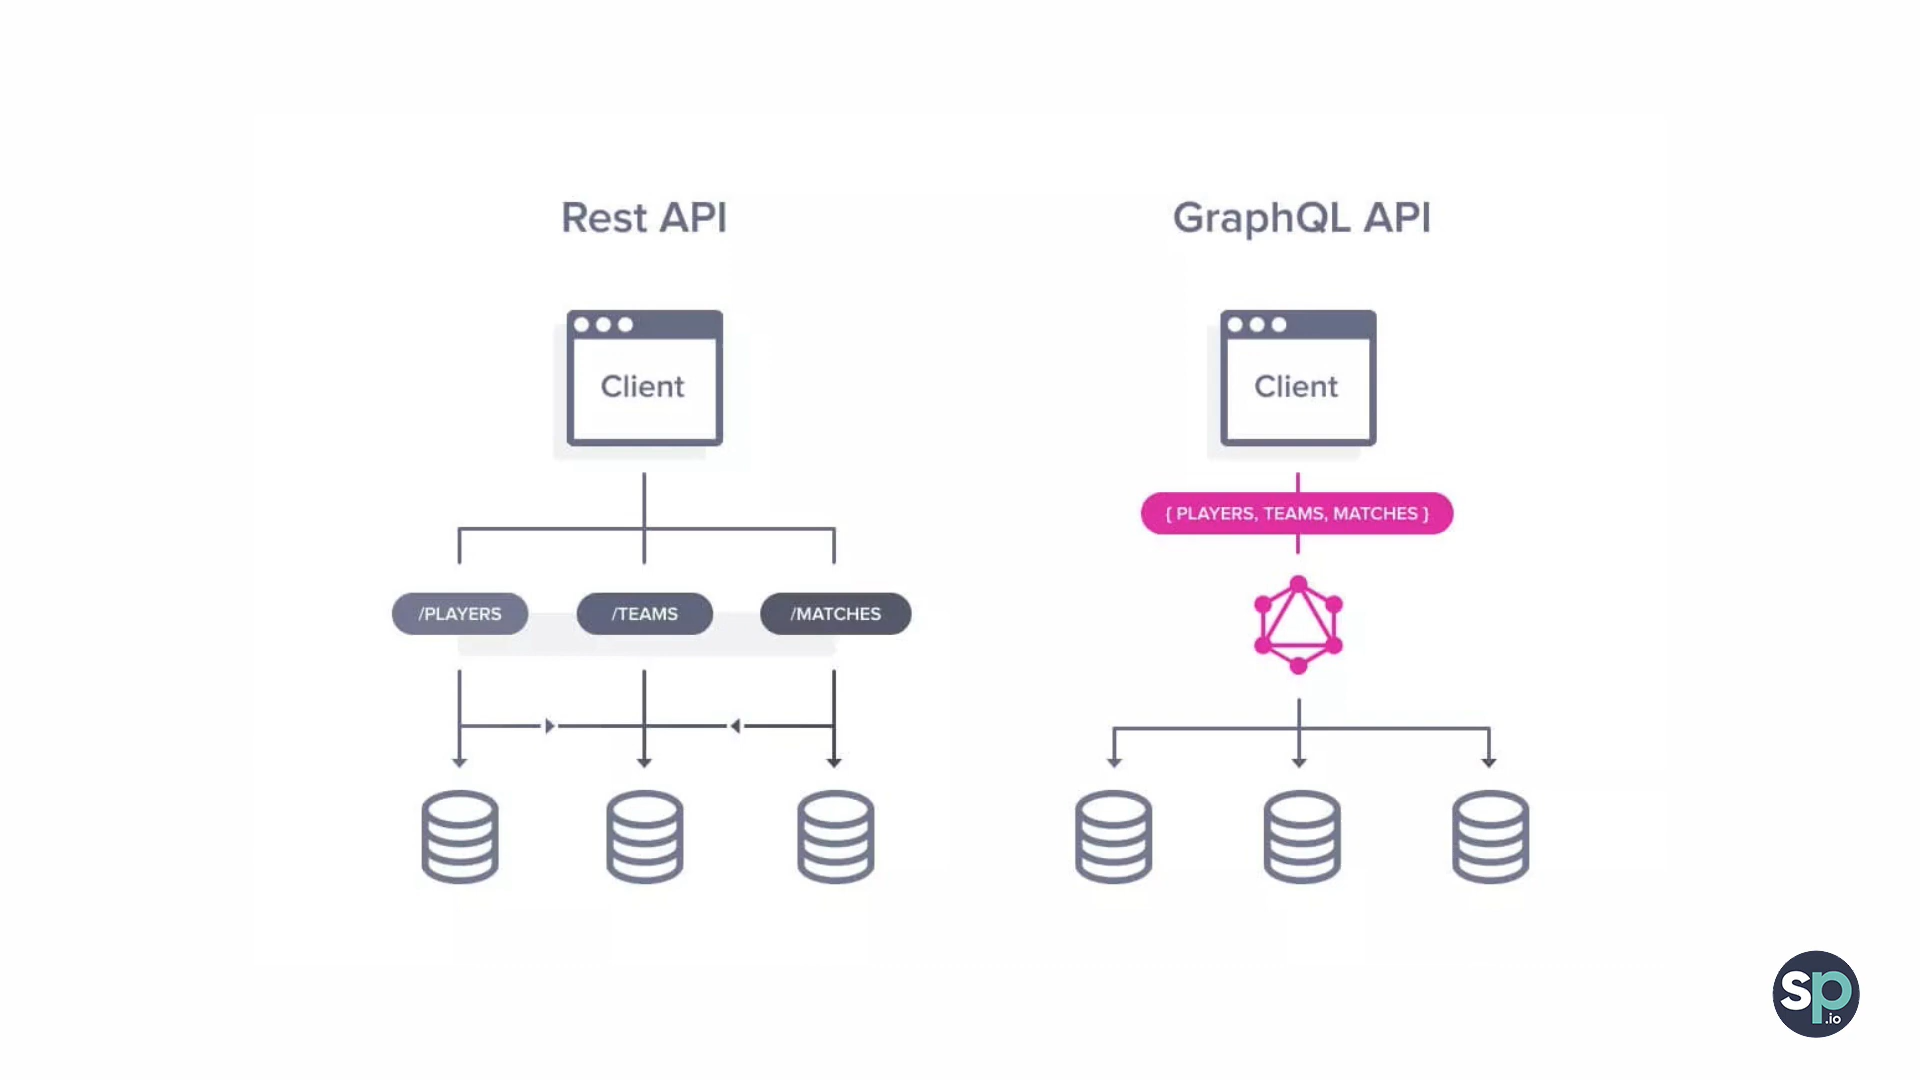 Rest API
Client
/PLAYERS
/TEAMS
/MATCHES
GraphQL API
Client
{ PLAYERS, TEAMS, MATCHES }
sp
.io